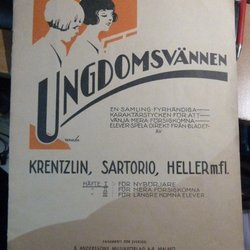 UNGDOMSVÄNNEN
EN SAMLING FYRHÄNDIGA
KARAKTÄRSSTYCKEN FÖR ATT
VÄNJA MERA FÖRSIGKOMNA
ELEVER SPELA DIREKT FRÅN BLADET
AV
KRENTZLIN, SARTORIO, HELLER m.fl.
HÄFTE I FÖR NYBÖRJARE
" II FÖR MERA FÖRSIGKOMNA
" III FÖR LÄNGRE KOMNA ELEVER